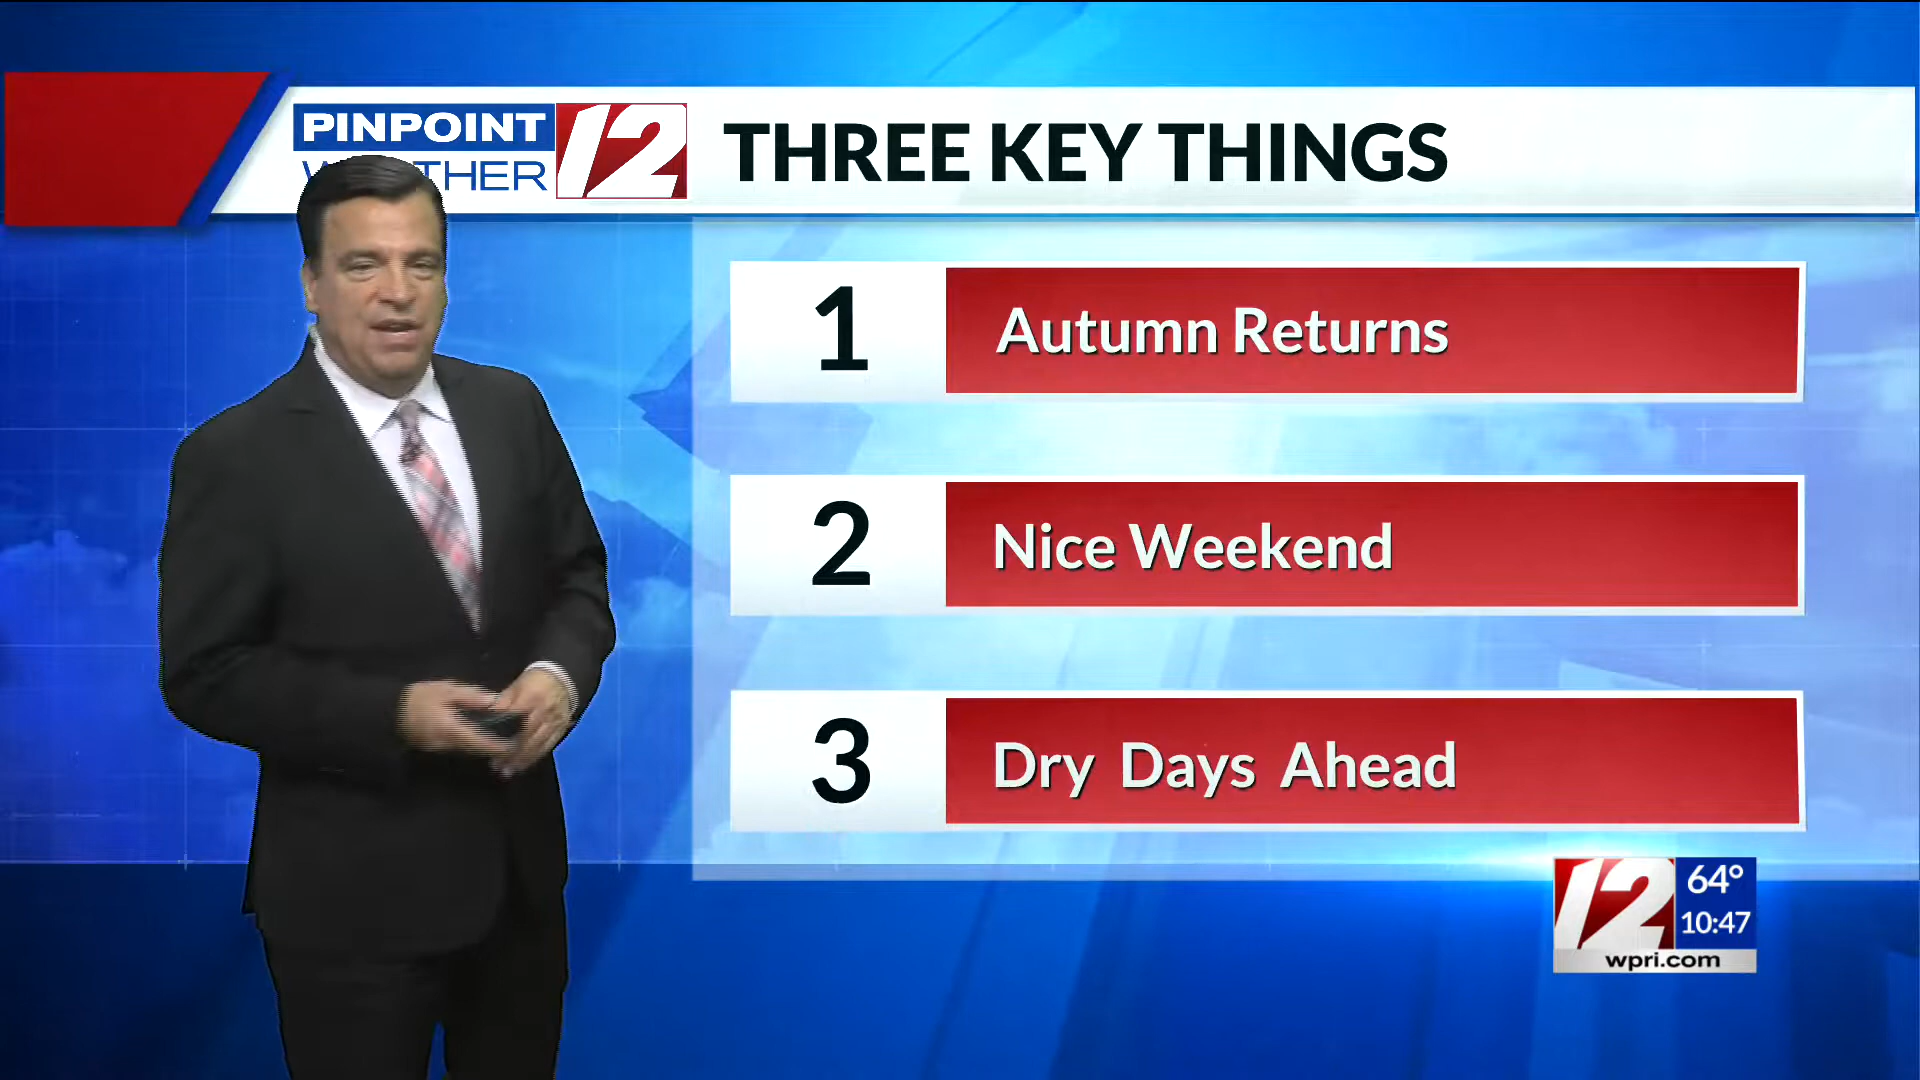 PINPOINT
12
THREE KEY THINGS
1
Autumn Returns
2
Nice Weekend
3
Dry Days Ahead
12
64°
10:47
wpri.com